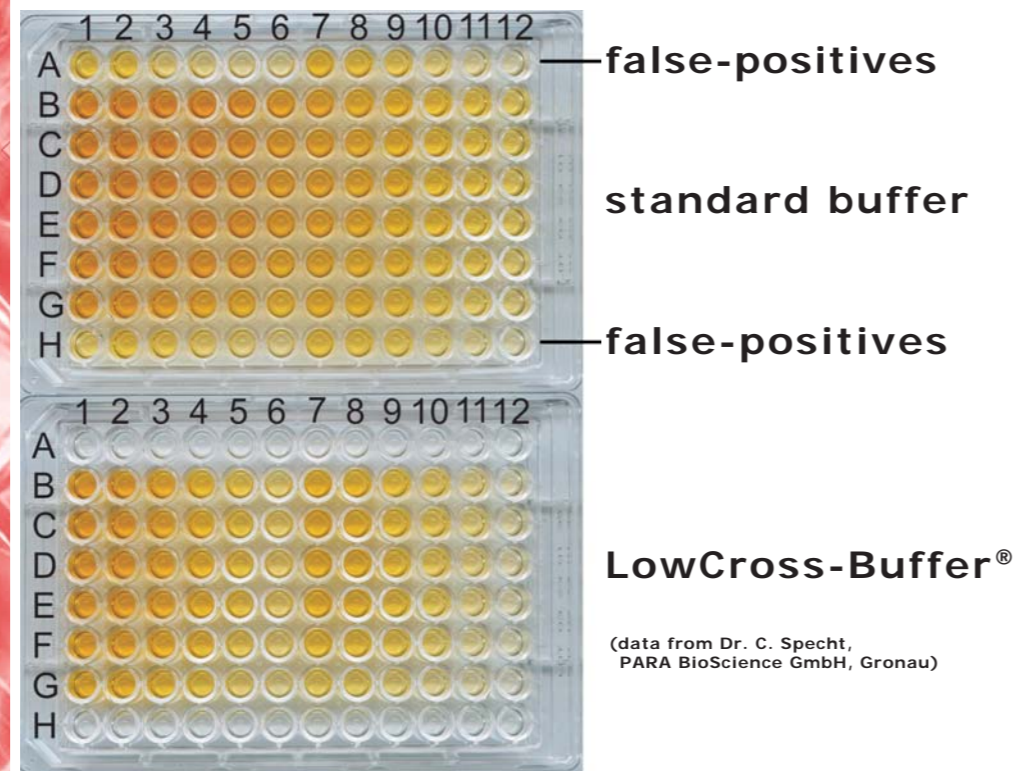 1 2 3 4 5 6 7 8 9 10 11 12
A
false-positives
B
C
D
standard buffer
E
F
G
H
false-positives
1 2 3 4 5 6 7 8 9 10 11 12
A
B
C
D
LowCross-Buffer®
E
F
(data from Dr. C. Specht,
PARA BioScience GmbH, Gronau)
G
H